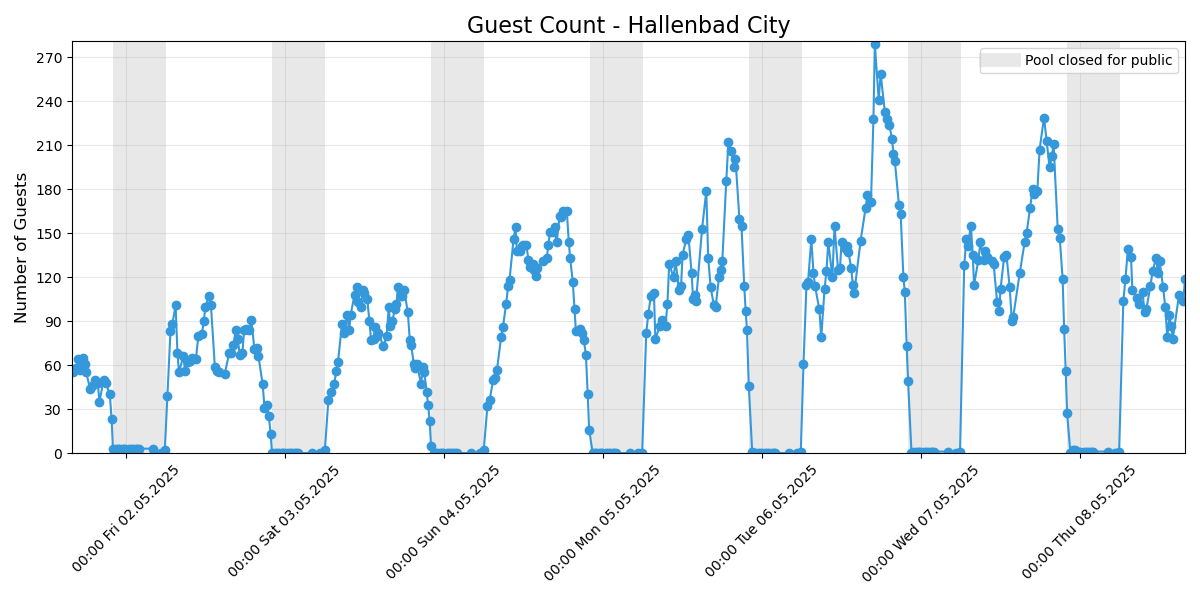 Guest Count - Hallenbad City
Pool closed for public
Number of Guests
270
240
210
180
150
120
90
60
30
0
00:00 Fri 02.05.2025
00:00 Sat 03.05.2025
00:00 Sun 04.05.2025
00:00 Mon 05.05.2025
00:00 Tue 06.05.2025
00:00 Wed 07.05.2025
00:00 Thu 08.05.2025